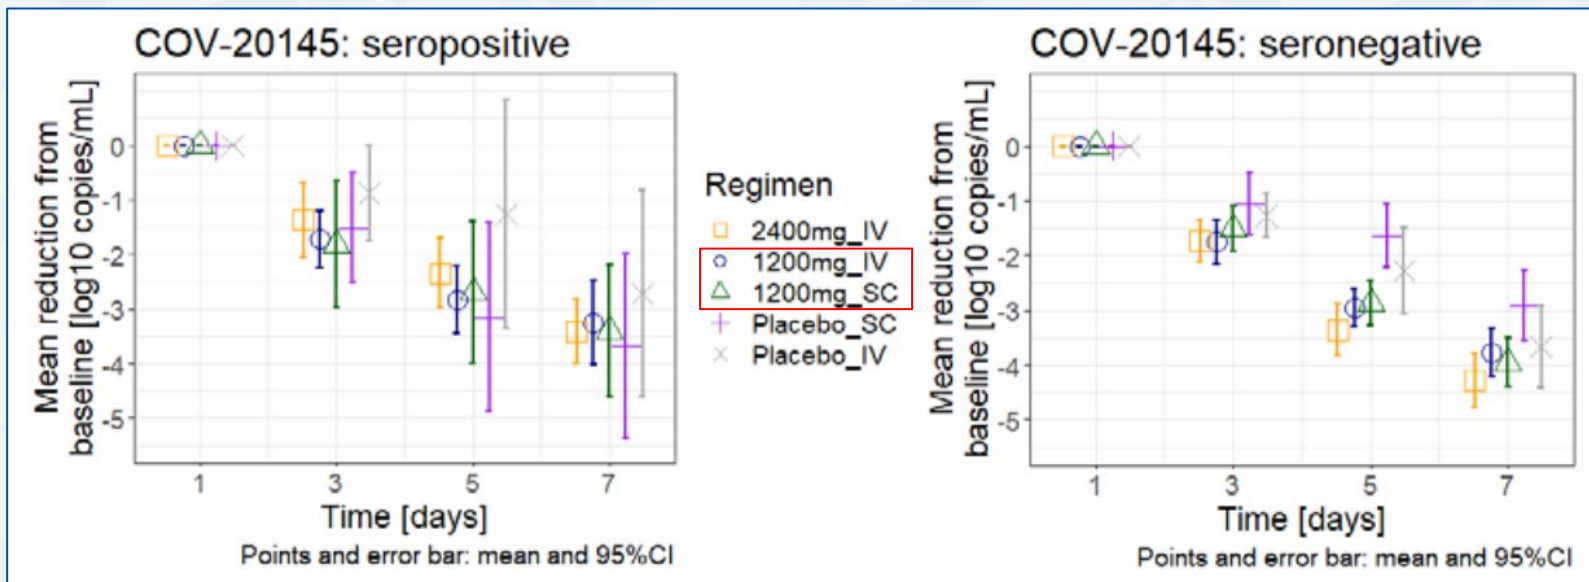 COV-20145: seropositive
Mean reduction from
baseline [log10 copies/mL]
0
-1
-2
-3
-4
-5
1 3 5 7
Time [days]
Points and error bar: mean and 95%CI
Regimen
2400mg_IV
1200mg_IV
1200mg_SC
Placebo_SC
Placebo_IV
COV-20145: seronegative
Mean reduction from
baseline [log10 copies/mL]
0
-1
-2
-3
-4
-5
1 3 5 7
Time [days]
Points and error bar: mean and 95%CI